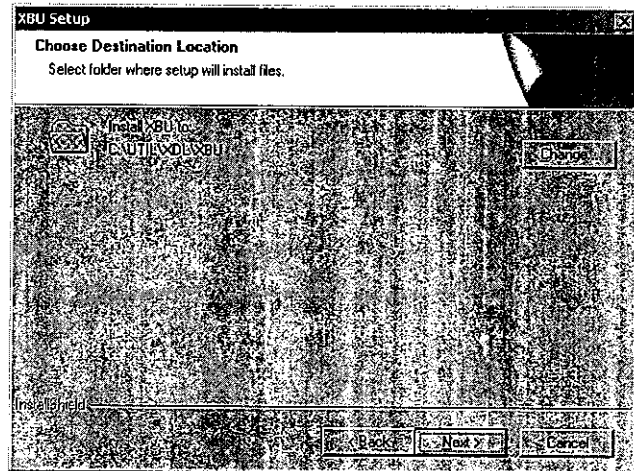 XBU Setup
Choose Destination Location
Select folder where setup will install files.
Install XBU to:
C:\UTIL\XDL\XBU
Change...
InstallShield
< Back
Next >
Cancel